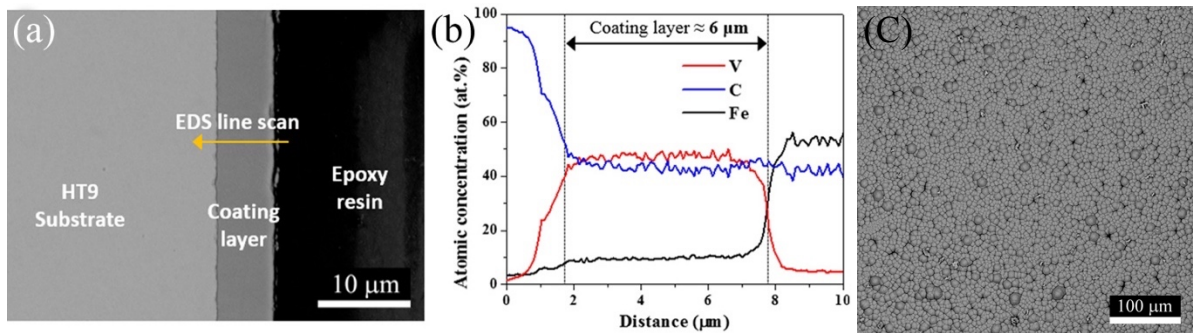 (a)
EDS line scan
HT9
Substrate
Coating
layer
Epoxy
resin
10 μm
(b)
Atomic concentration (at.%)
100
80
60
40
20
0
Coating layer ≈ 6 μm
V
C
Fe
0 2 4 6 8 10
Distance (μm)
(C)
100 μm